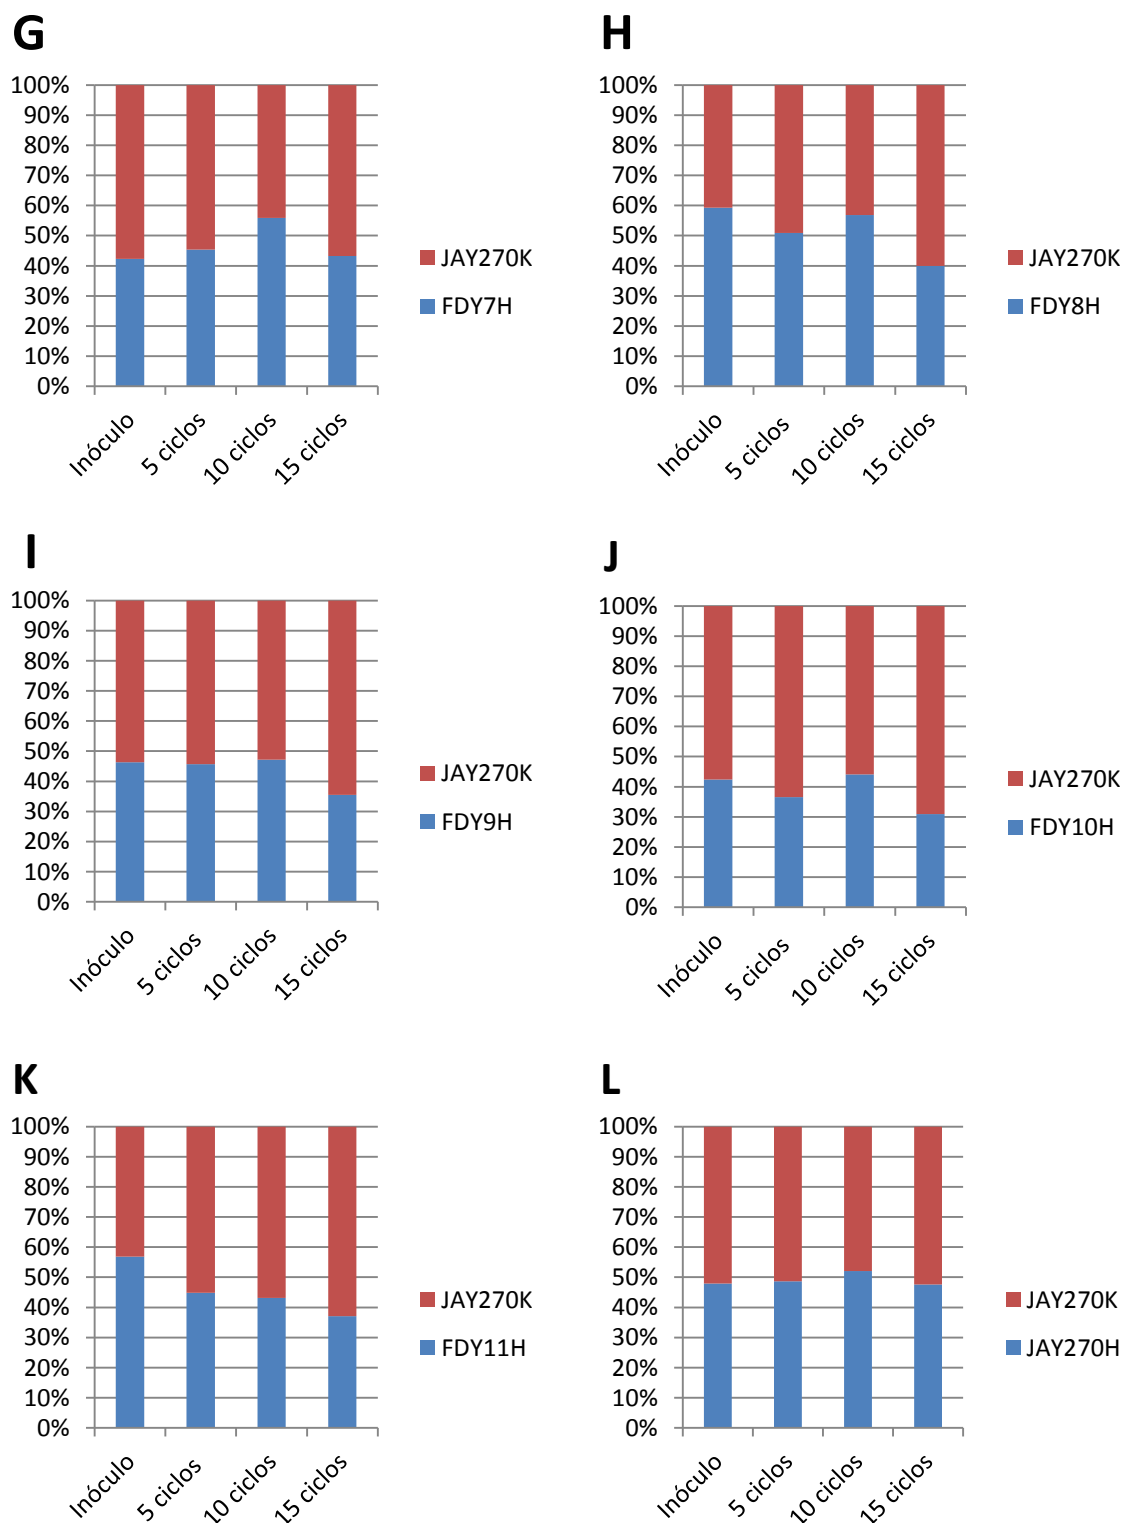 G
100%
90%
80%
70%
60%
50%
40%
30%
20%
10%
0%
Inóculo
5 ciclos
10 ciclos
15 ciclos
JAY270K
FDY7H
H
100%
90%
80%
70%
60%
50%
40%
30%
20%
10%
0%
Inóculo
5 ciclos
10 ciclos
15 ciclos
JAY270K
FDY8H
I
100%
90%
80%
70%
60%
50%
40%
30%
20%
10%
0%
Inóculo
5 ciclos
10 ciclos
15 ciclos
JAY270K
FDY9H
J
100%
90%
80%
70%
60%
50%
40%
30%
20%
10%
0%
Inóculo
5 ciclos
10 ciclos
15 ciclos
JAY270K
FDY10H
K
100%
90%
80%
70%
60%
50%
40%
30%
20%
10%
0%
Inóculo
5 ciclos
10 ciclos
15 ciclos
JAY270K
FDY11H
L
100%
90%
80%
70%
60%
50%
40%
30%
20%
10%
0%
Inóculo
5 ciclos
10 ciclos
15 ciclos
JAY270K
JAY270H